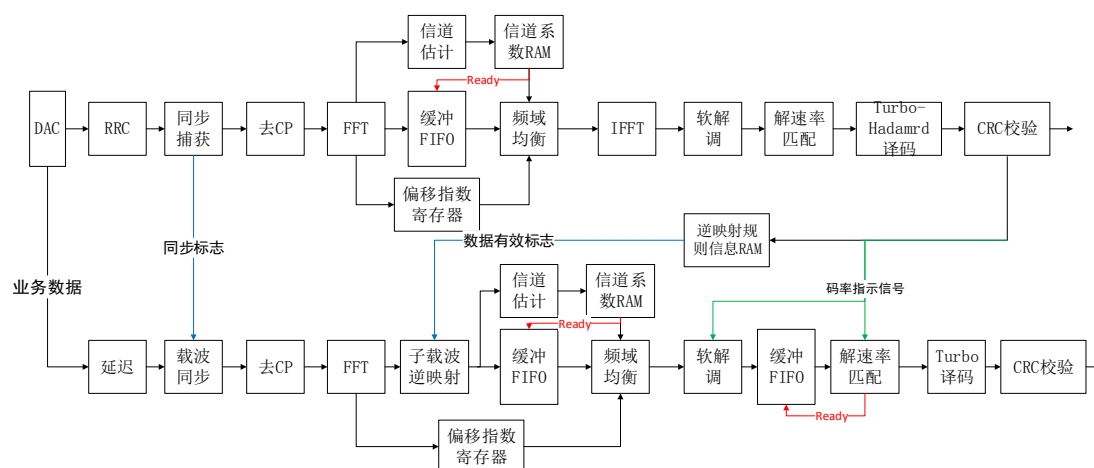 信道
估计
信道系
数RAM
Ready
DAC
RRC
同步
捕获
去CP
FFT
缓冲
FIFO
频域
均衡
IFFT
软解
调
解速率
匹配
Turbo-
Hadamrd
译码
CRC校验
偏移指数
寄存器
同步标志
数据有效标志
逆映射规
则信息RAM
业务数据
码率指示信号
信道
估计
信道系
数RAM
Ready
延迟
载波
同步
去CP
FFT
子载波
逆映射
缓冲
FIFO
频域
均衡
软解
调
缓冲
FIFO
解速率
匹配
Turbo
译码
CRC校验
Ready
偏移指数
寄存器